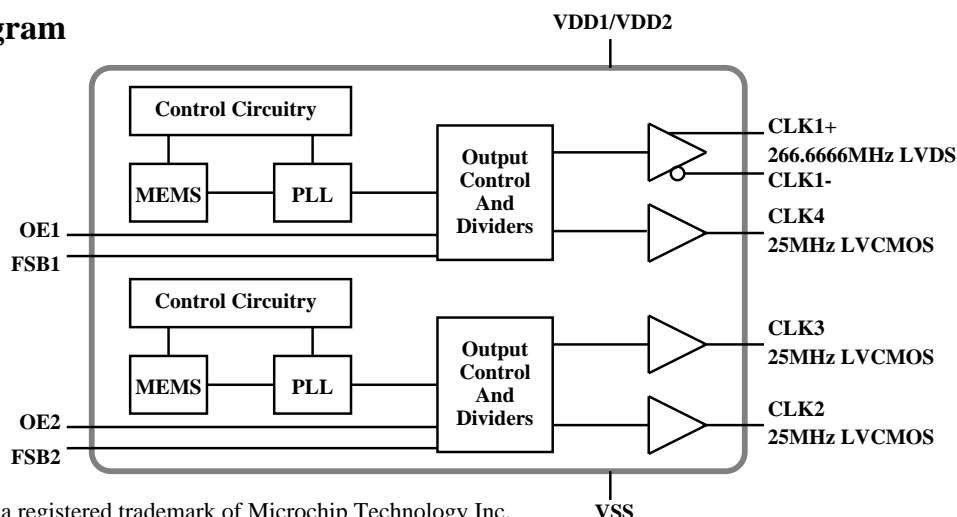 gram
VDD1/VDD2
Control Circuitry
MEMS
PLL
Output
Control
And
Dividers
CLK1+
266.6666MHz LVDS
CLK1-
CLK4
25MHz LVCMOS
OE1
FSB1
Control Circuitry
MEMS
PLL
Output
Control
And
Dividers
CLK3
25MHz LVCMOS
CLK2
25MHz LVCMOS
OE2
FSB2
VSS
a registered trademark of Microchip Technology Inc.